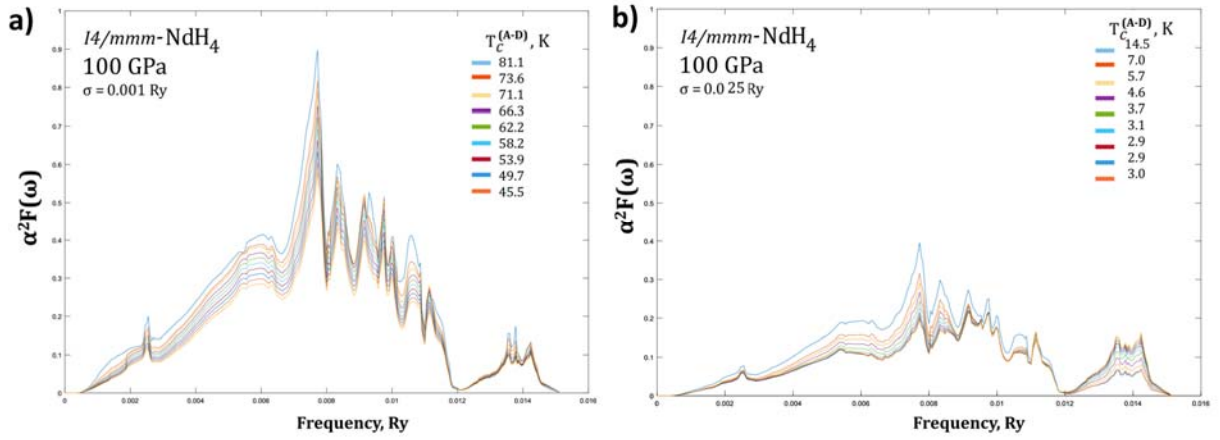 a)
I4/mmm-NdH4
100 GPa
σ = 0.001 Ry
T_C^(A-D), K
81.1
73.6
71.1
66.3
62.2
58.2
53.9
49.7
45.5
α²F(ω)
1
0.9
0.8
0.7
0.6
0.5
0.4
0.3
0.2
0.1
0
0 0.002 0.004 0.006 0.008 0.01 0.012 0.014 0.016
Frequency, Ry
b)
I4/mmm-NdH4
100 GPa
σ = 0.025 Ry
T_C^(A-D), K
14.5
7.0
5.7
4.6
3.7
3.1
2.9
2.9
3.0
α²F(ω)
1
0.9
0.8
0.7
0.6
0.5
0.4
0.3
0.2
0.1
0
0 0.002 0.004 0.006 0.008 0.01 0.012 0.014 0.016
Frequency, Ry